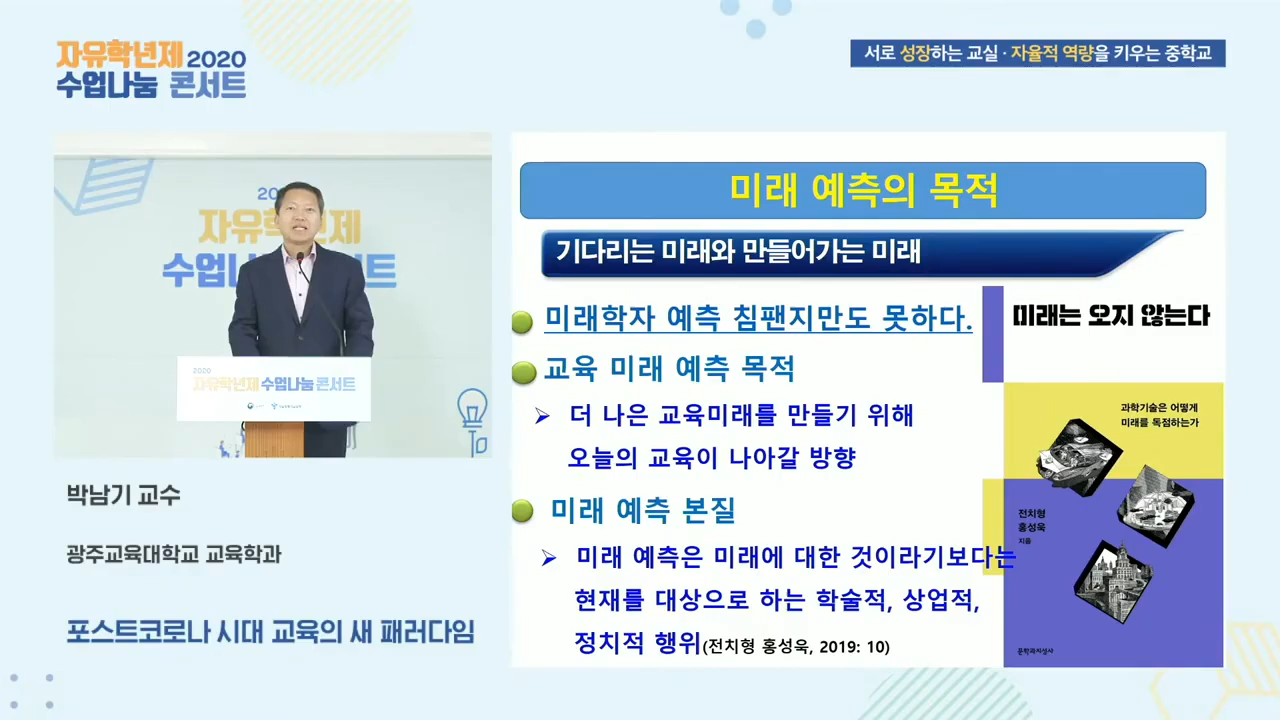 자유학년제 2020
수업나눔 콘서트
서로 성장하는 교실 · 자율적 역량을 키우는 중학교
2020
자유학년제 수업나눔 콘서트
박남기 교수
광주교육대학교 교육학과
포스트코로나 시대 교육의 새 패러다임
미래 예측의 목적
기다리는 미래와 만들어가는 미래
미래학자 예측 침팬지만도 못하다.
교육 미래 예측 목적
더 나은 교육미래를 만들기 위해
오늘의 교육이 나아갈 방향
미래 예측 본질
미래 예측은 미래에 대한 것이라기보다는
현재를 대상으로 하는 학술적, 상업적,
정치적 행위(전치형 홍성욱, 2019: 10)
미래는 오지 않는다
과학기술은 어떻게
미래를 독점하는가
전치형
홍성욱
지음
문학과지성사